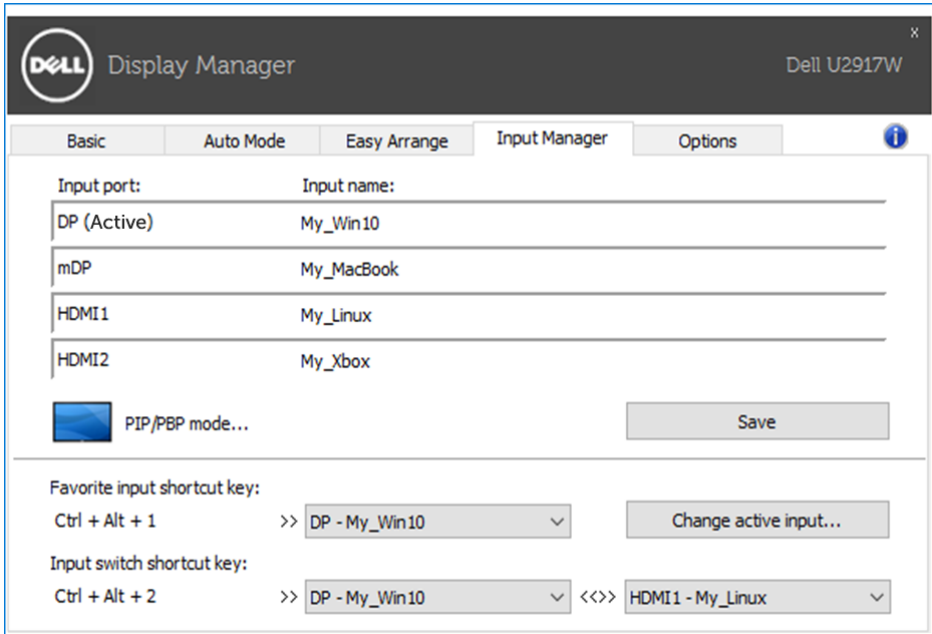 x
DELL Display Manager Dell U2917W
Basic Auto Mode Easy Arrange Input Manager Options i
Input port: Input name:
DP (Active) My_Win10
mDP My_MacBook
HDMI1 My_Linux
HDMI2 My_Xbox
PIP/PBP mode... Save
Favorite input shortcut key:
Ctrl + Alt + 1 >> DP - My_Win10 Change active input...
Input switch shortcut key:
Ctrl + Alt + 2 >> DP - My_Win10 <<>> HDMI1 - My_Linux